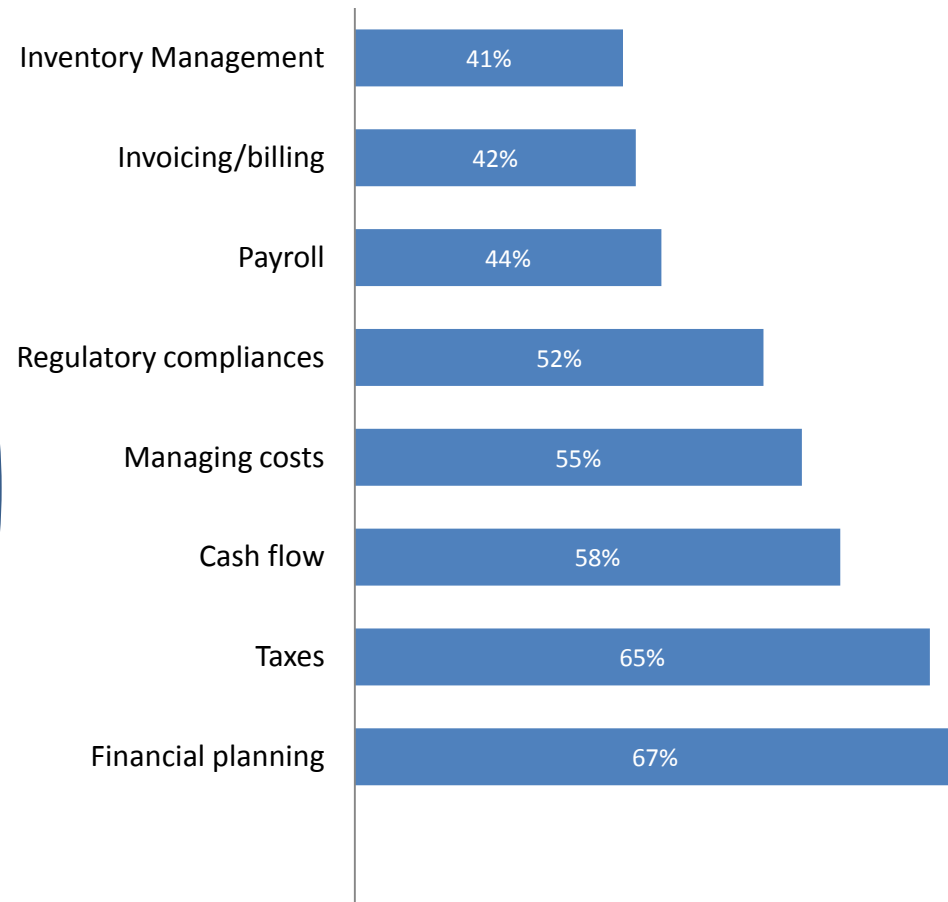 Inventory Management 41%
Invoicing/billing 42%
Payroll 44%
Regulatory compliances 52%
Managing costs 55%
Cash flow 58%
Taxes 65%
Financial planning 67%